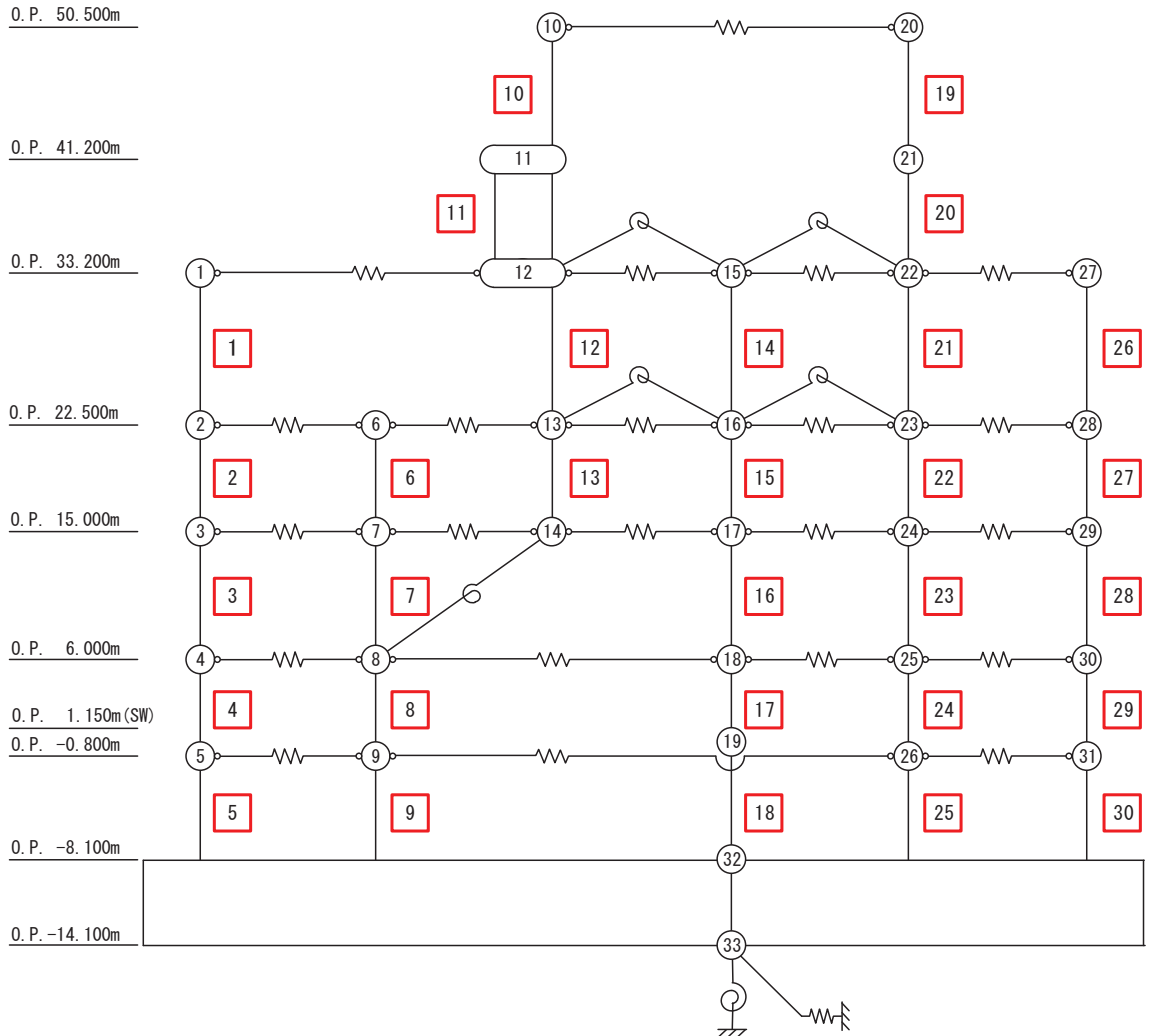 O.P. 50.500m
10 20
10 19
O.P. 41.200m
11 21
11 20
O.P. 33.200m
1 12 15 22 27
1 12 14 21 26
O.P. 22.500m
2 6 13 16 23 28
2 6 13 15 22 27
O.P. 15.000m
3 7 14 17 24 29
3 7 16 23 28
O.P. 6.000m
4 8 18 25 30
4 8 17 24 29
O.P. 1.150m(SW)
19
O.P. -0.800m
5 9 26 31
5 9 18 25 30
O.P. -8.100m
32
O.P.-14.100m
33